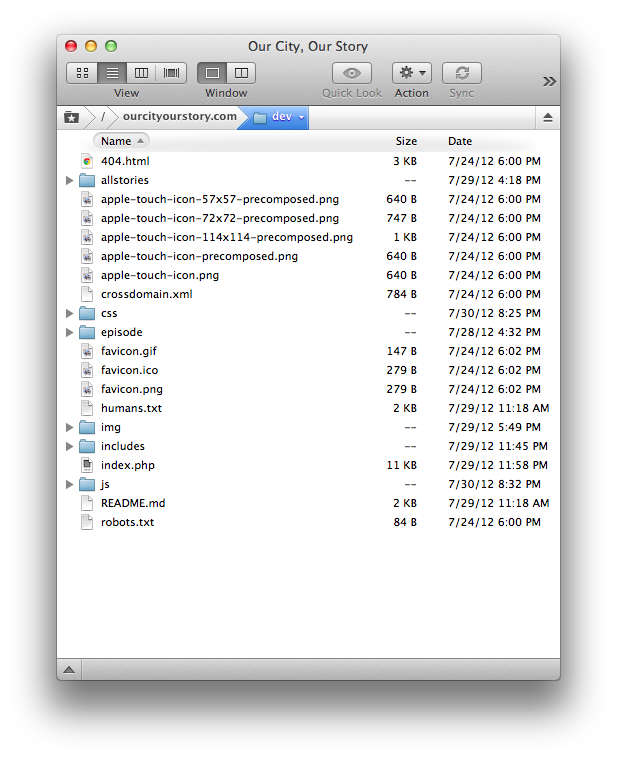 Our City, Our Story
View Window Quick Look Action Sync
/ ourcityyourstory.com dev
Name Size Date
404.html 3 KB 7/24/12 6:00 PM
allstories -- 7/29/12 4:18 PM
apple-touch-icon-57x57-precomposed.png 640 B 7/24/12 6:00 PM
apple-touch-icon-72x72-precomposed.png 747 B 7/24/12 6:00 PM
apple-touch-icon-114x114-precomposed.png 1 KB 7/24/12 6:00 PM
apple-touch-icon-precomposed.png 640 B 7/24/12 6:00 PM
apple-touch-icon.png 640 B 7/24/12 6:00 PM
crossdomain.xml 784 B 7/24/12 6:00 PM
css -- 7/30/12 8:25 PM
episode -- 7/28/12 4:32 PM
favicon.gif 147 B 7/24/12 6:02 PM
favicon.ico 279 B 7/24/12 6:02 PM
favicon.png 279 B 7/24/12 6:02 PM
humans.txt 2 KB 7/29/12 11:18 AM
img -- 7/29/12 5:49 PM
includes -- 7/29/12 11:45 PM
index.php 11 KB 7/29/12 11:58 PM
js -- 7/30/12 8:32 PM
README.md 2 KB 7/29/12 11:18 AM
robots.txt 84 B 7/24/12 6:00 PM